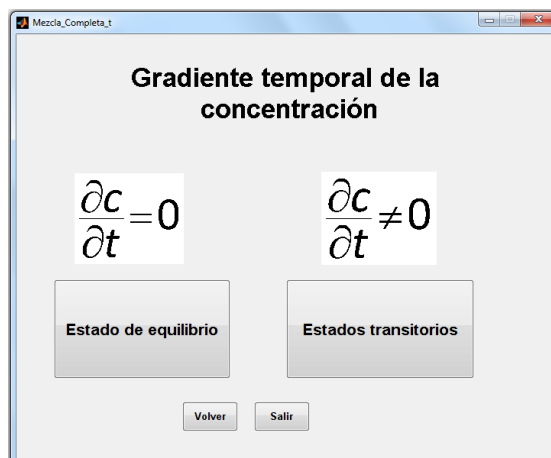 Mezcla_Completa_t
Gradiente temporal de la
concentración
∂c/∂t = 0
∂c/∂t ≠ 0
Estado de equilibrio
Estados transitorios
Volver
Salir